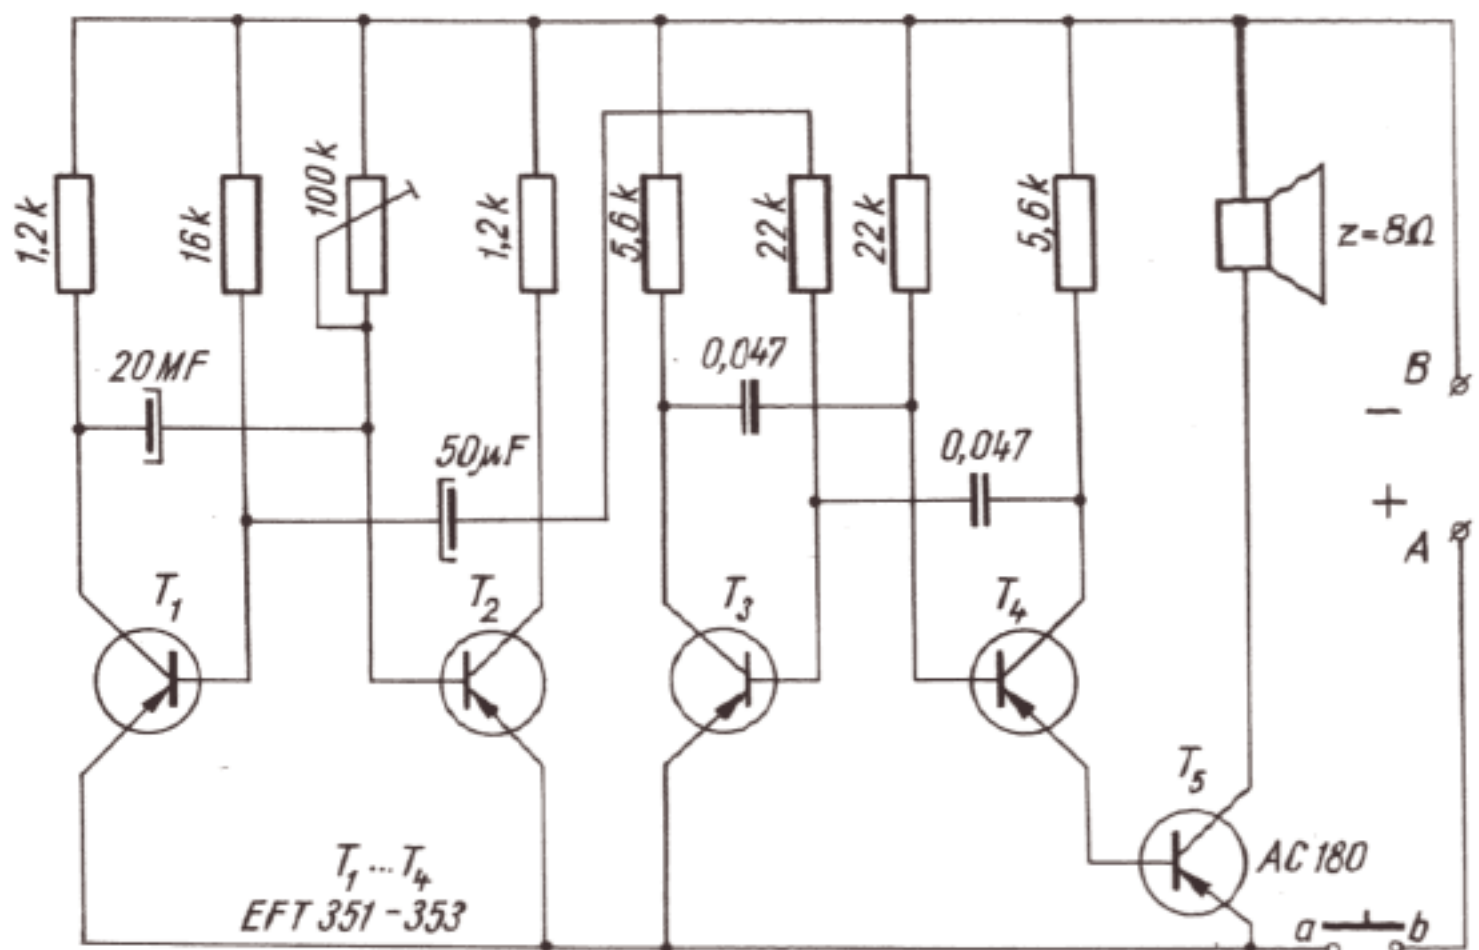 1,2k
16k
100k
1,2k
5,6k
22k
22k
5,6k
z=8Ω
20MF
50µF
0,047
0,047
B
−
+
A
T1
T2
T3
T4
T5
AC 180
T1...T4
EFT 351-353
a b